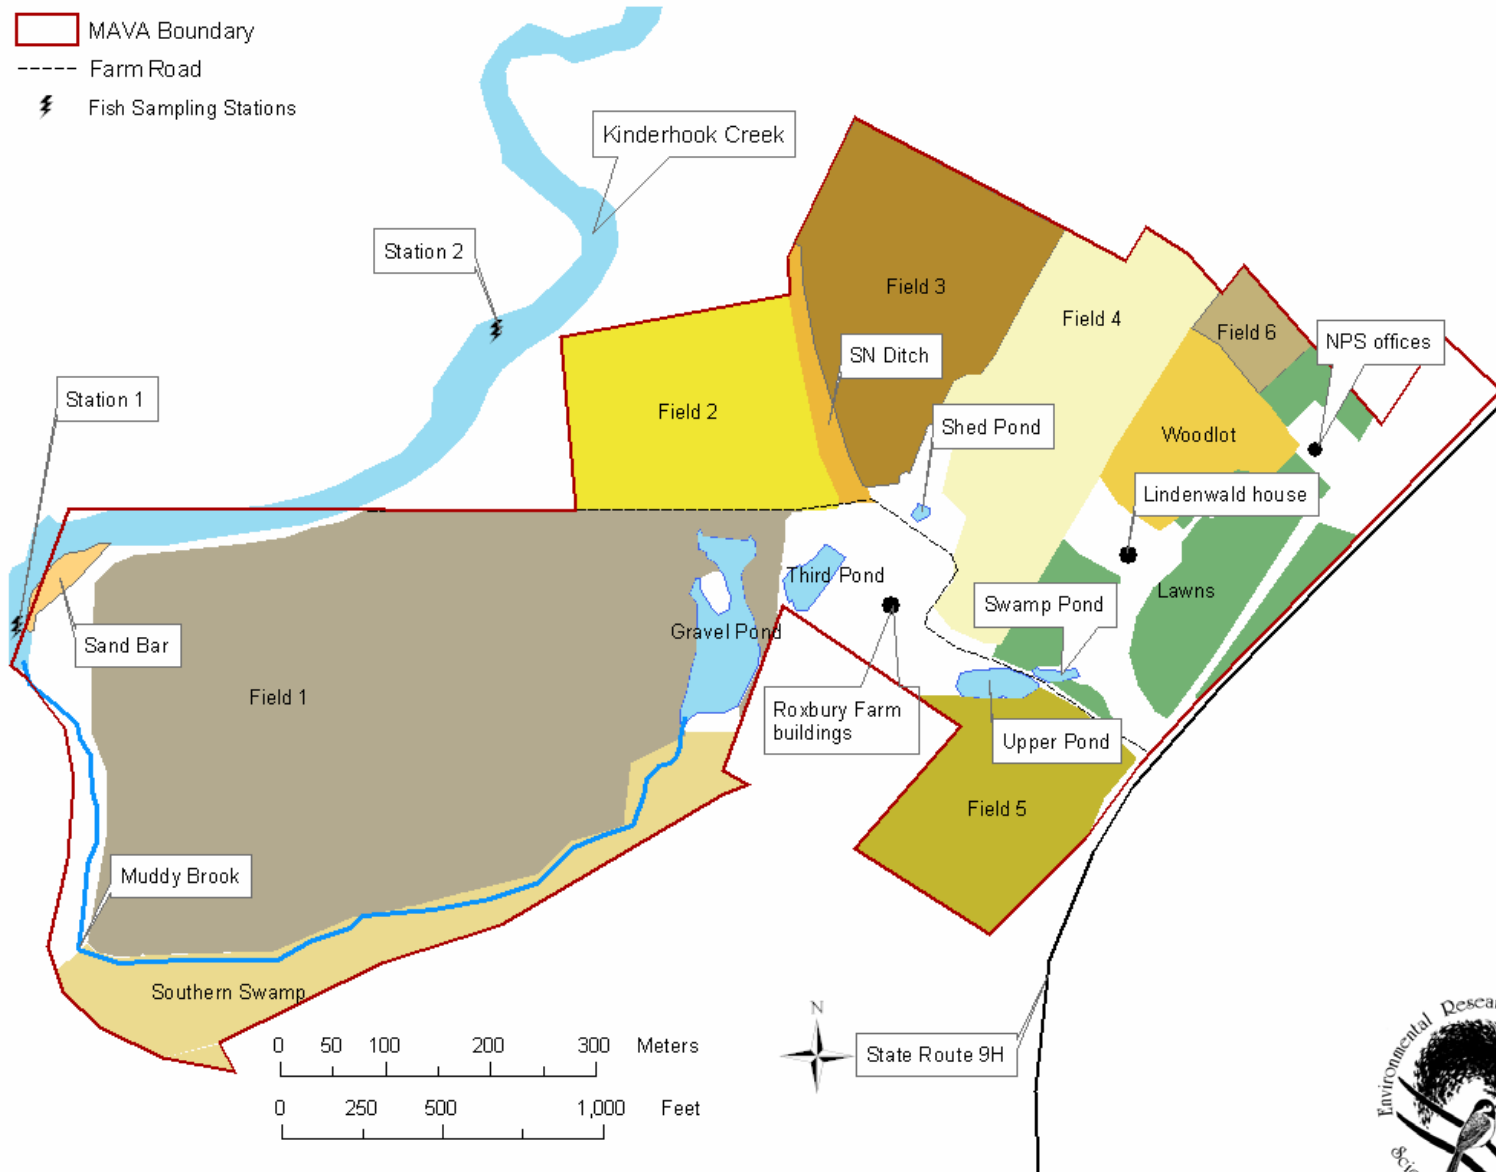 MAVA Boundary
Farm Road
Fish Sampling Stations
Kinderhook Creek
Station 2
Field 3
Field 4
Field 6
NPS offices
SN Ditch
Station 1
Field 2
Shed Pond
Woodlot
Lindenwald house
Third Pond
Swamp Pond
Lawns
Gravel Pond
Sand Bar
Field 1
Roxbury Farm
buildings
Upper Pond
Field 5
Muddy Brook
Southern Swamp
N
0 50 100 200 300 Meters
State Route 9H
0 250 500 1,000 Feet
Environmental